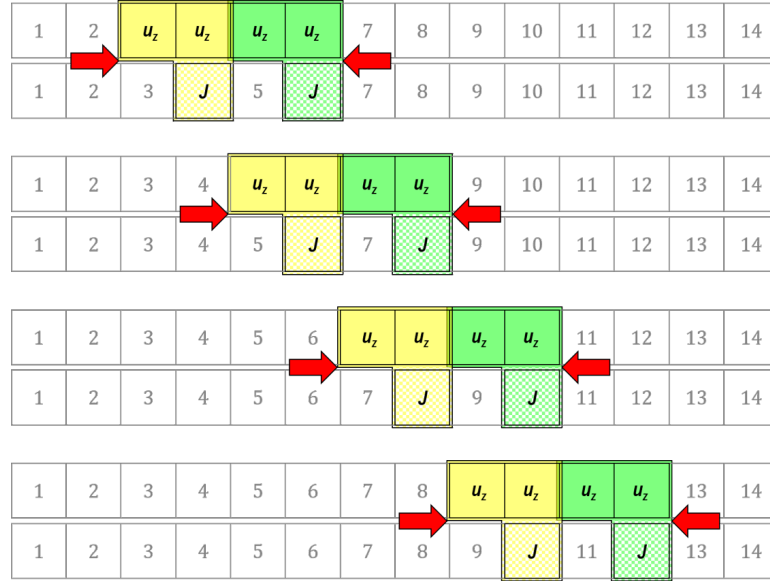 1 2 u_z u_z u_z u_z 7 8 9 10 11 12 13 14
1 2 3 J 5 J 7 8 9 10 11 12 13 14
1 2 3 4 u_z u_z u_z u_z 9 10 11 12 13 14
1 2 3 4 5 J 7 J 9 10 11 12 13 14
1 2 3 4 5 6 u_z u_z u_z u_z 11 12 13 14
1 2 3 4 5 6 7 J 9 J 11 12 13 14
1 2 3 4 5 6 7 8 u_z u_z u_z u_z 13 14
1 2 3 4 5 6 7 8 9 J 11 J 13 14